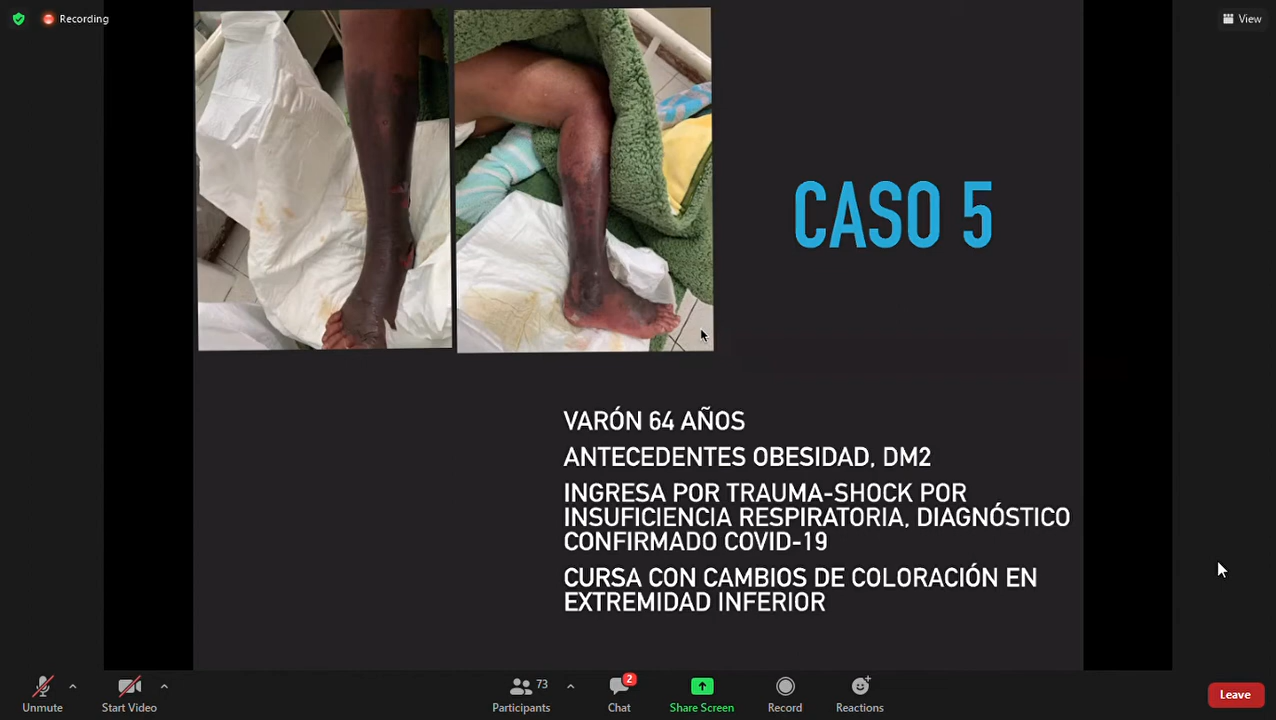 Recording
View
CASO 5
VARÓN 64 AÑOS
ANTECEDENTES OBESIDAD, DM2
INGRESA POR TRAUMA-SHOCK POR
INSUFICIENCIA RESPIRATORIA, DIAGNÓSTICO
CONFIRMADO COVID-19
CURSA CON CAMBIOS DE COLORACIÓN EN
EXTREMIDAD INFERIOR
Unmute
Start Video
73
Participants
2
Chat
Share Screen
Record
Reactions
Leave